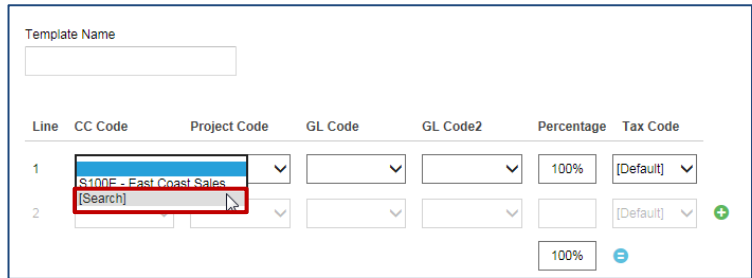 Template Name
Line CC Code Project Code GL Code GL Code2 Percentage Tax Code
1 100% [Default]
S100E - East Coast Sales
[Search]
2 [Default]
100%